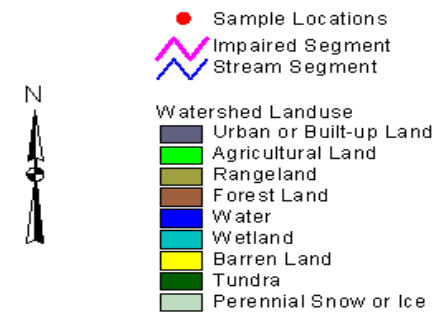 Sample Locations
Impaired Segment
Stream Segment
N
Watershed Landuse
Urban or Built-up Land
Agricultural Land
Rangeland
Forest Land
Water
Wetland
Barren Land
Tundra
Perennial Snow or Ice